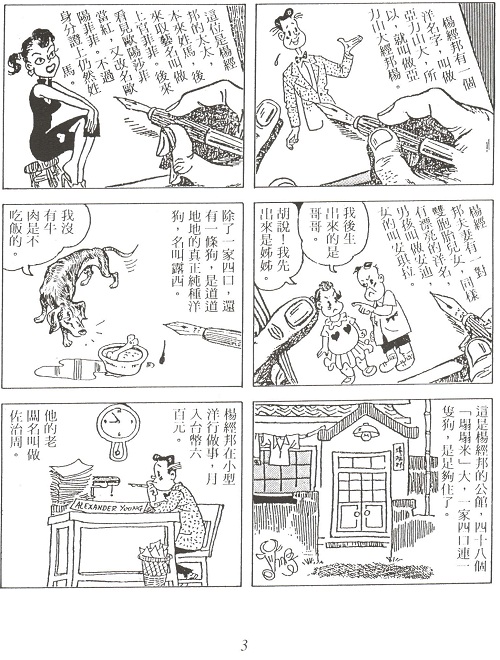 楊經邦有一個
洋名字，叫做
亞力山大，所
以，就叫做亞
力山大經邦楊。
這位是楊經
邦的太太，
本來姓馬，後
來取藝名叫做
上官菲菲。後來
看見歐陽莎菲
當紅，又改名歐
陽菲菲。不過
身分證上仍然姓
馬。
楊經
邦夫妻有一對
雙胞胎兒女，同樣
有漂亮的洋名，
男孩叫做安迪，
女的叫安琪拉。
我後生
出來的是
哥哥。
胡說！我先
出來是姊姊。
除了一家四口，還
有一條狗，是道道
地地的真正純種洋
狗，名叫露西。
我沒
有牛
肉是不
吃飯的。
這是楊經邦的公館，四十八個
「塌塌米」大，一家四口連一
隻狗，是足夠住了。
楊經邦在小型
洋行做事，月
入台幣六
百元。
他的老
闆名叫做
佐治周。
ALEXANDER YOUNG
3